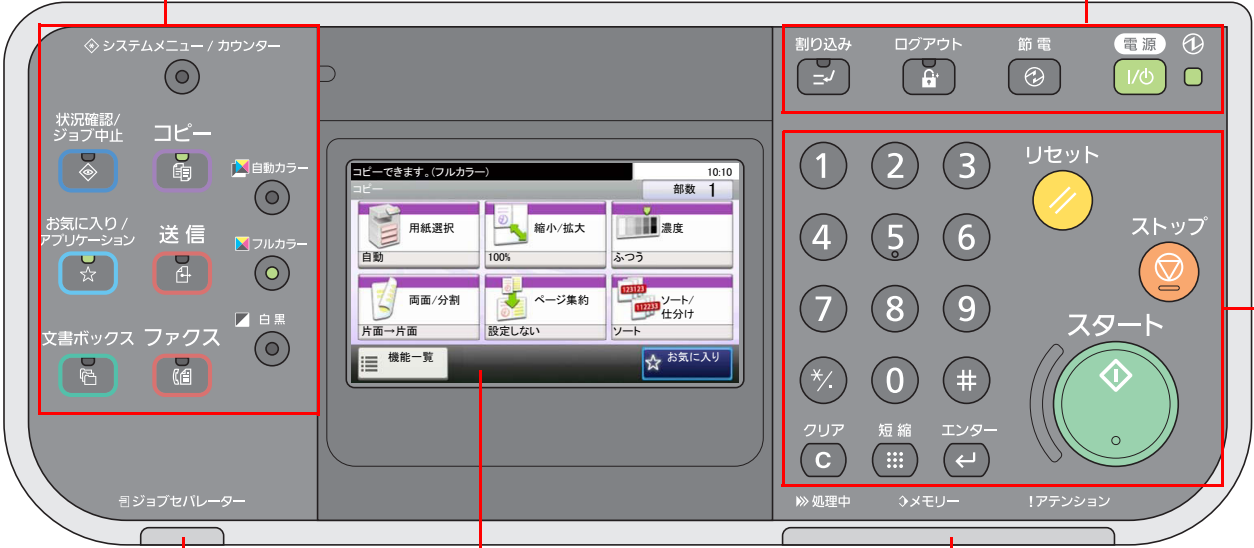 システムメニュー / カウンター
状況確認/
ジョブ中止
コピー
自動カラー
お気に入り /
アプリケーション
送信
フルカラー
白黒
文書ボックス
ファクス
ジョブセパレーター
コピーできます。(フルカラー)
10:10
コピー
部数 1
用紙選択
自動
縮小/拡大
100%
濃度
ふつう
両面/分割
片面→片面
ページ集約
設定しない
123123
112233
ソート/
仕分け
ソート
機能一覧
お気に入り
割り込み
ログアウト
節電
電源
I/
1 2 3
リセット
4 5 6
ストップ
7 8 9
スタート
*/. 0 #
クリア
短縮
エンター
C
処理中
メモリー
!アテンション